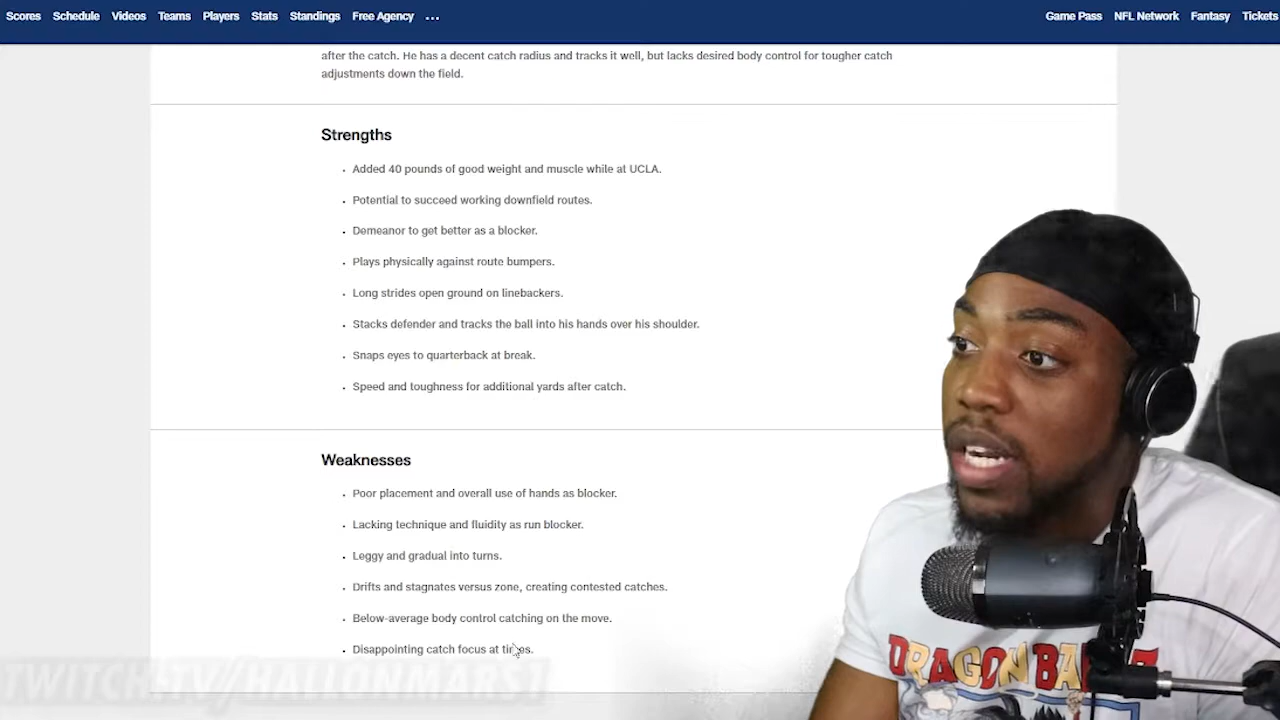 Scores Schedule Videos Teams Players Stats Standings Free Agency ... Game Pass NFL Network Fantasy Tickets
after the catch. He has a decent catch radius and tracks it well, but lacks desired body control for tougher catch
adjustments down the field.
Strengths
Added 40 pounds of good weight and muscle while at UCLA.
Potential to succeed working downfield routes.
Demeanor to get better as a blocker.
Plays physically against route bumpers.
Long strides open ground on linebackers.
Stacks defender and tracks the ball into his hands over his shoulder.
Snaps eyes to quarterback at break.
Speed and toughness for additional yards after catch.
Weaknesses
Poor placement and overall use of hands as blocker.
Lacking technique and fluidity as run blocker.
Leggy and gradual into turns.
Drifts and stagnates versus zone, creating contested catches.
Below-average body control catching on the move.
Disappointing catch focus at times.
DRAGON BA